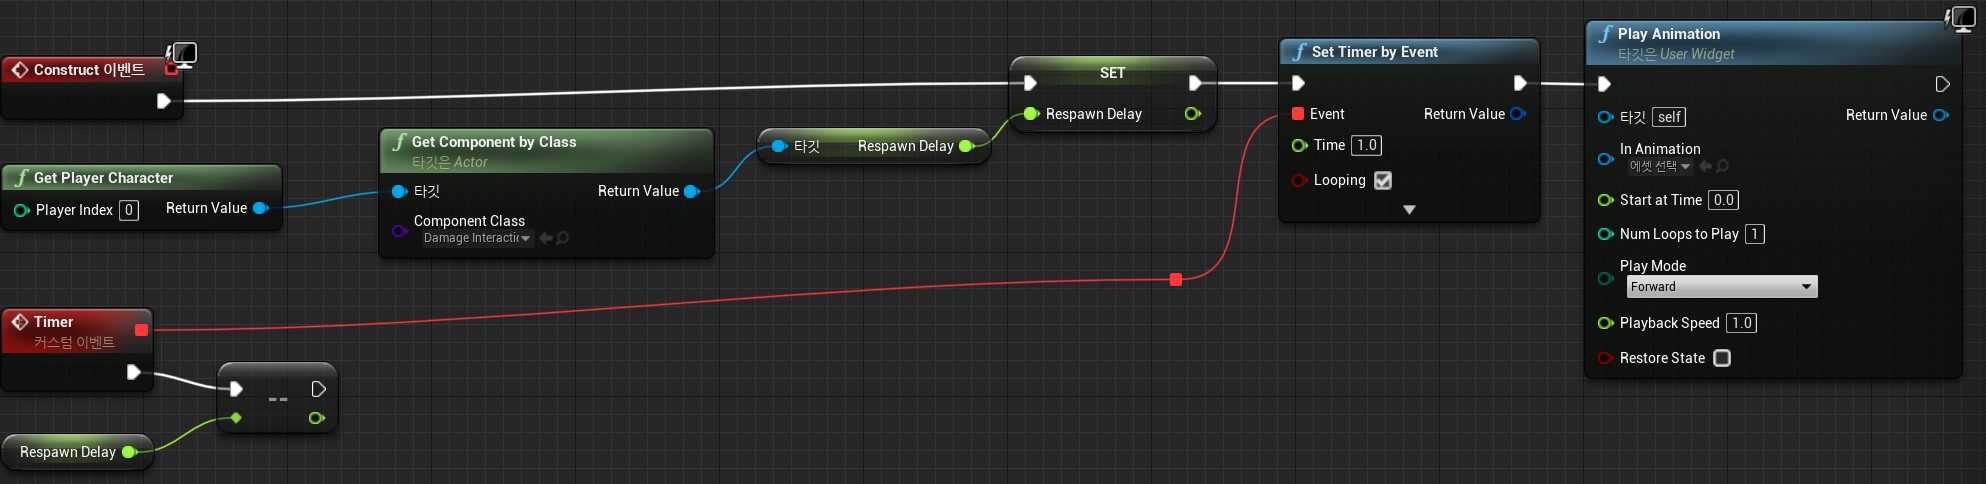 Construct 이벤트
Get Player Character
Player Index 0
Return Value
Get Component by Class
타깃은 Actor
타깃
Return Value
Component Class
Damage Interactic
타깃
Respawn Delay
SET
Respawn Delay
Set Timer by Event
Event
Return Value
Time 1.0
Looping
Play Animation
타깃은 User Widget
타깃 self
Return Value
In Animation
에셋 선택
Start at Time 0.0
Num Loops to Play 1
Play Mode
Forward
Playback Speed 1.0
Restore State
Timer
커스텀 이벤트
--
Respawn Delay